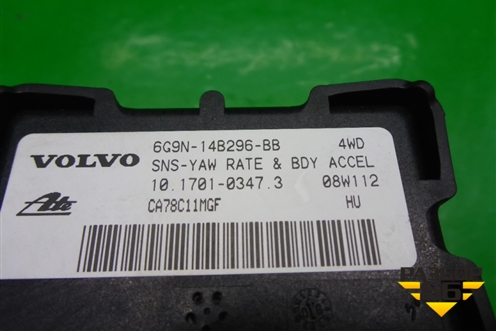 6G9N-14B296-BB 4WD
VOLVO
SNS-YAW RATE & BDY ACCEL
10.1701-0347.3 08W112
Ate
CA78C11MGF HU